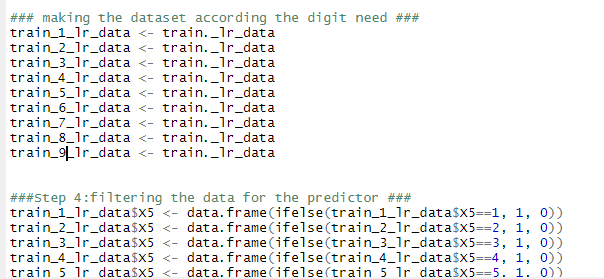 ### making the dataset according the digit need ###
train_1_lr_data <- train._lr_data
train_2_lr_data <- train._lr_data
train_3_lr_data <- train._lr_data
train_4_lr_data <- train._lr_data
train_5_lr_data <- train._lr_data
train_6_lr_data <- train._lr_data
train_7_lr_data <- train._lr_data
train_8_lr_data <- train._lr_data
train_9_lr_data <- train._lr_data
###Step 4:filtering the data for the predictor ###
train_1_lr_data$X5 <- data.frame(ifelse(train_1_lr_data$X5==1, 1, 0))
train_2_lr_data$X5 <- data.frame(ifelse(train_1_lr_data$X5==2, 1, 0))
train_3_lr_data$X5 <- data.frame(ifelse(train_3_lr_data$X5==3, 1, 0))
train_4_lr_data$X5 <- data.frame(ifelse(train_4_lr_data$X5==4, 1, 0))
train_5_lr_data$X5 <- data.frame(ifelse(train_5_lr_data$X5==5, 1, 0))